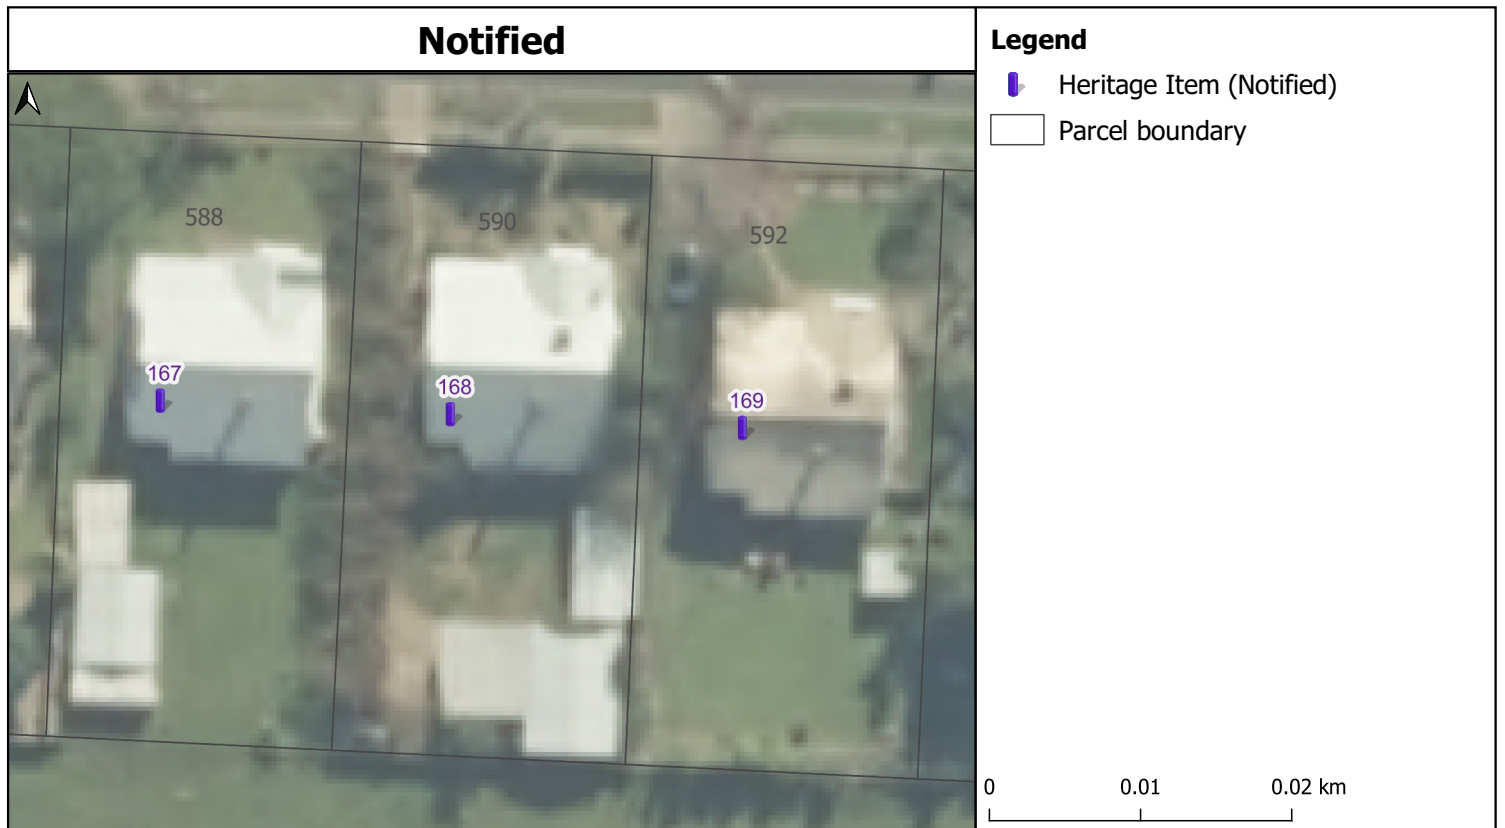 Notified
Legend
Heritage Item (Notified)
Parcel boundary
588
590
592
167
168
169
0 0.01 0.02 km